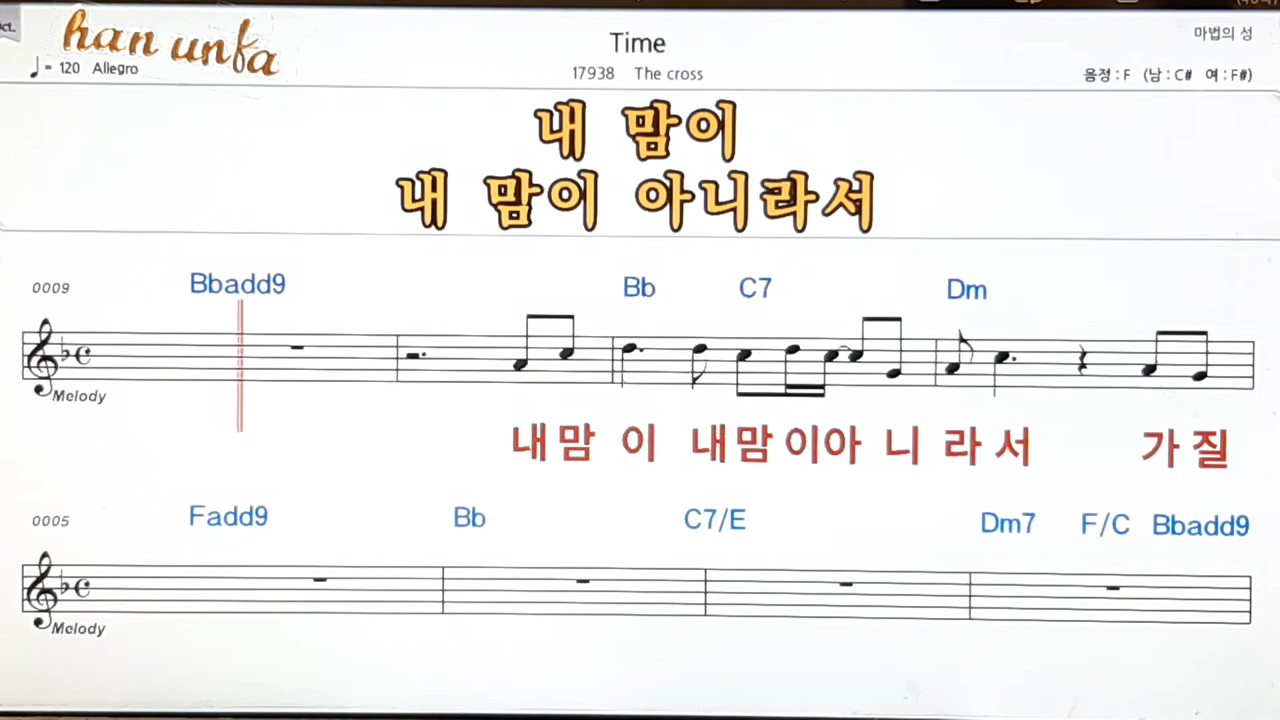 han unfa
Time
마법의 성
♩= 120 Allegro
17938 The cross
음정 : F (남 : C# 여 : F#)
내 맘이
내 맘이 아니라서
0009 Bbadd9 Bb C7 Dm
Melody
내맘 이 내맘 이아 니 라 서 가 질
0005 Fadd9 Bb C7/E Dm7 F/C Bbadd9
Melody